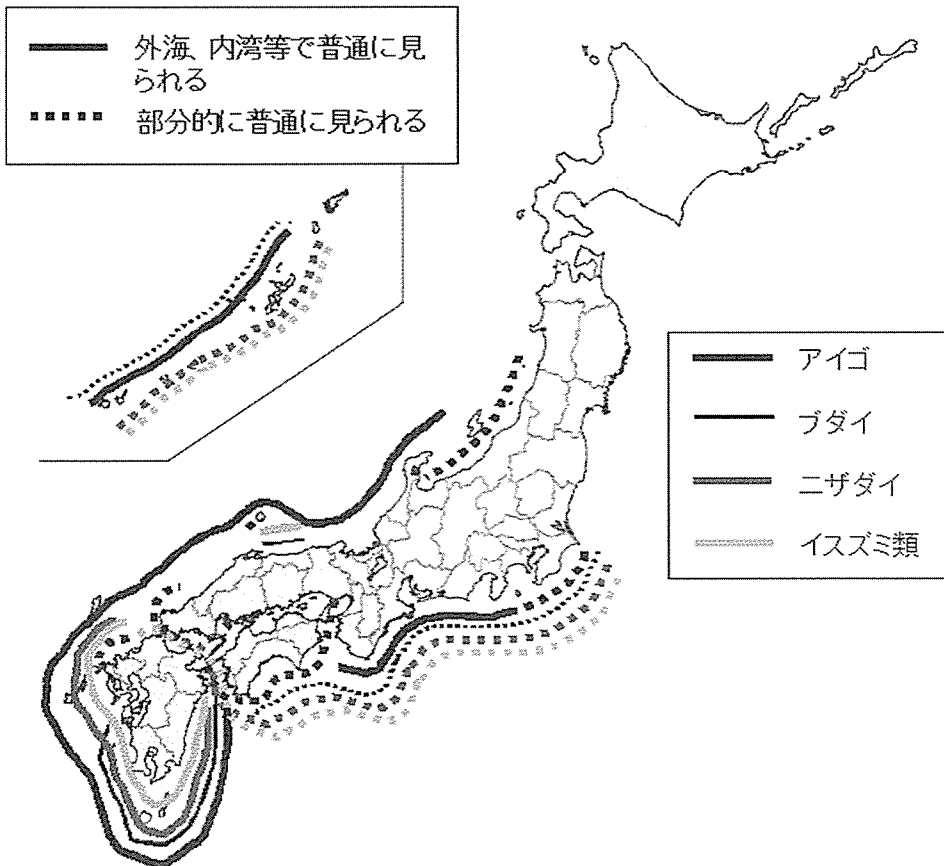 外海、内湾等で普通に見
られる
部分的に普通に見られる
アイゴ
ブダイ
ニザダイ
イスズミ類